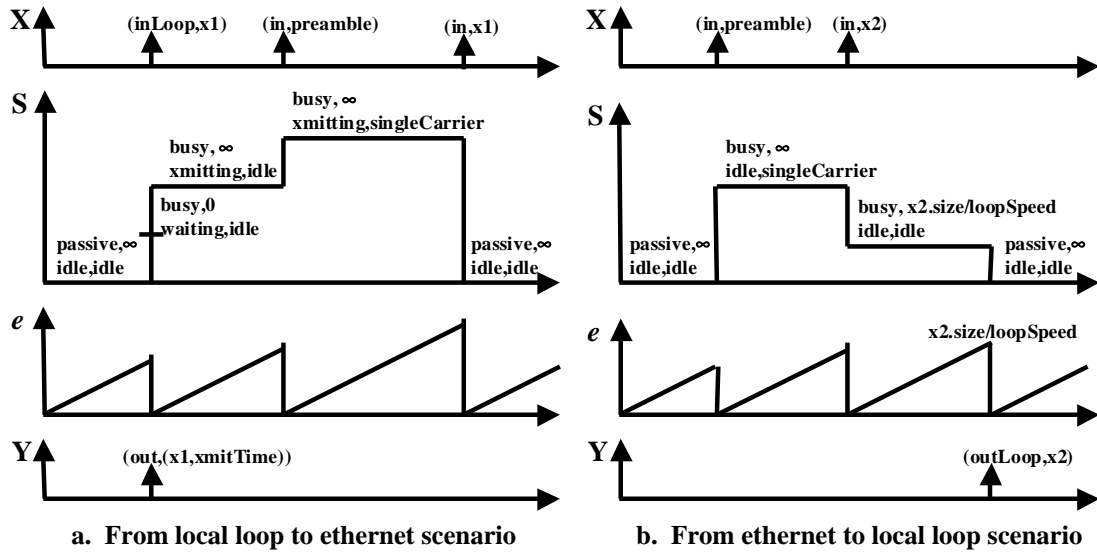 X
(inLoop,x1)
(in,preamble)
(in,x1)
S
busy, ∞
xmitting,singleCarrier
busy, ∞
xmitting,idle
busy,0
waiting,idle
passive,∞
idle,idle
passive,∞
idle,idle
e
Y
(out,(x1,xmitTime))
a. From local loop to ethernet scenario
X
(in,preamble)
(in,x2)
S
busy, ∞
idle,singleCarrier
busy, x2.size/loopSpeed
idle,idle
passive,∞
idle,idle
passive,∞
idle,idle
e
x2.size/loopSpeed
Y
(outLoop,x2)
b. From ethernet to local loop scenario